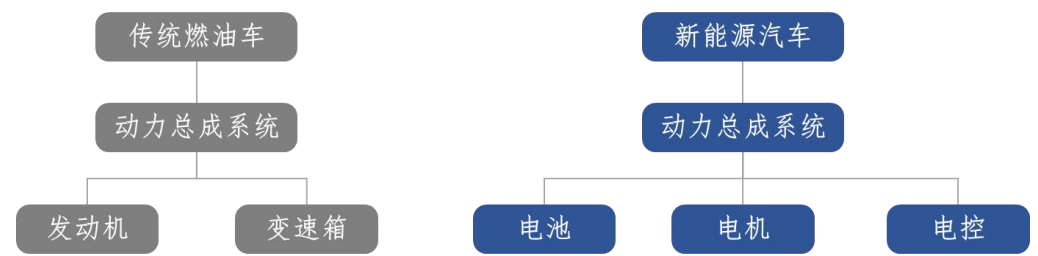 传统燃油车
新能源汽车
动力总成系统
动力总成系统
发动机
变速箱
电池
电机
电控